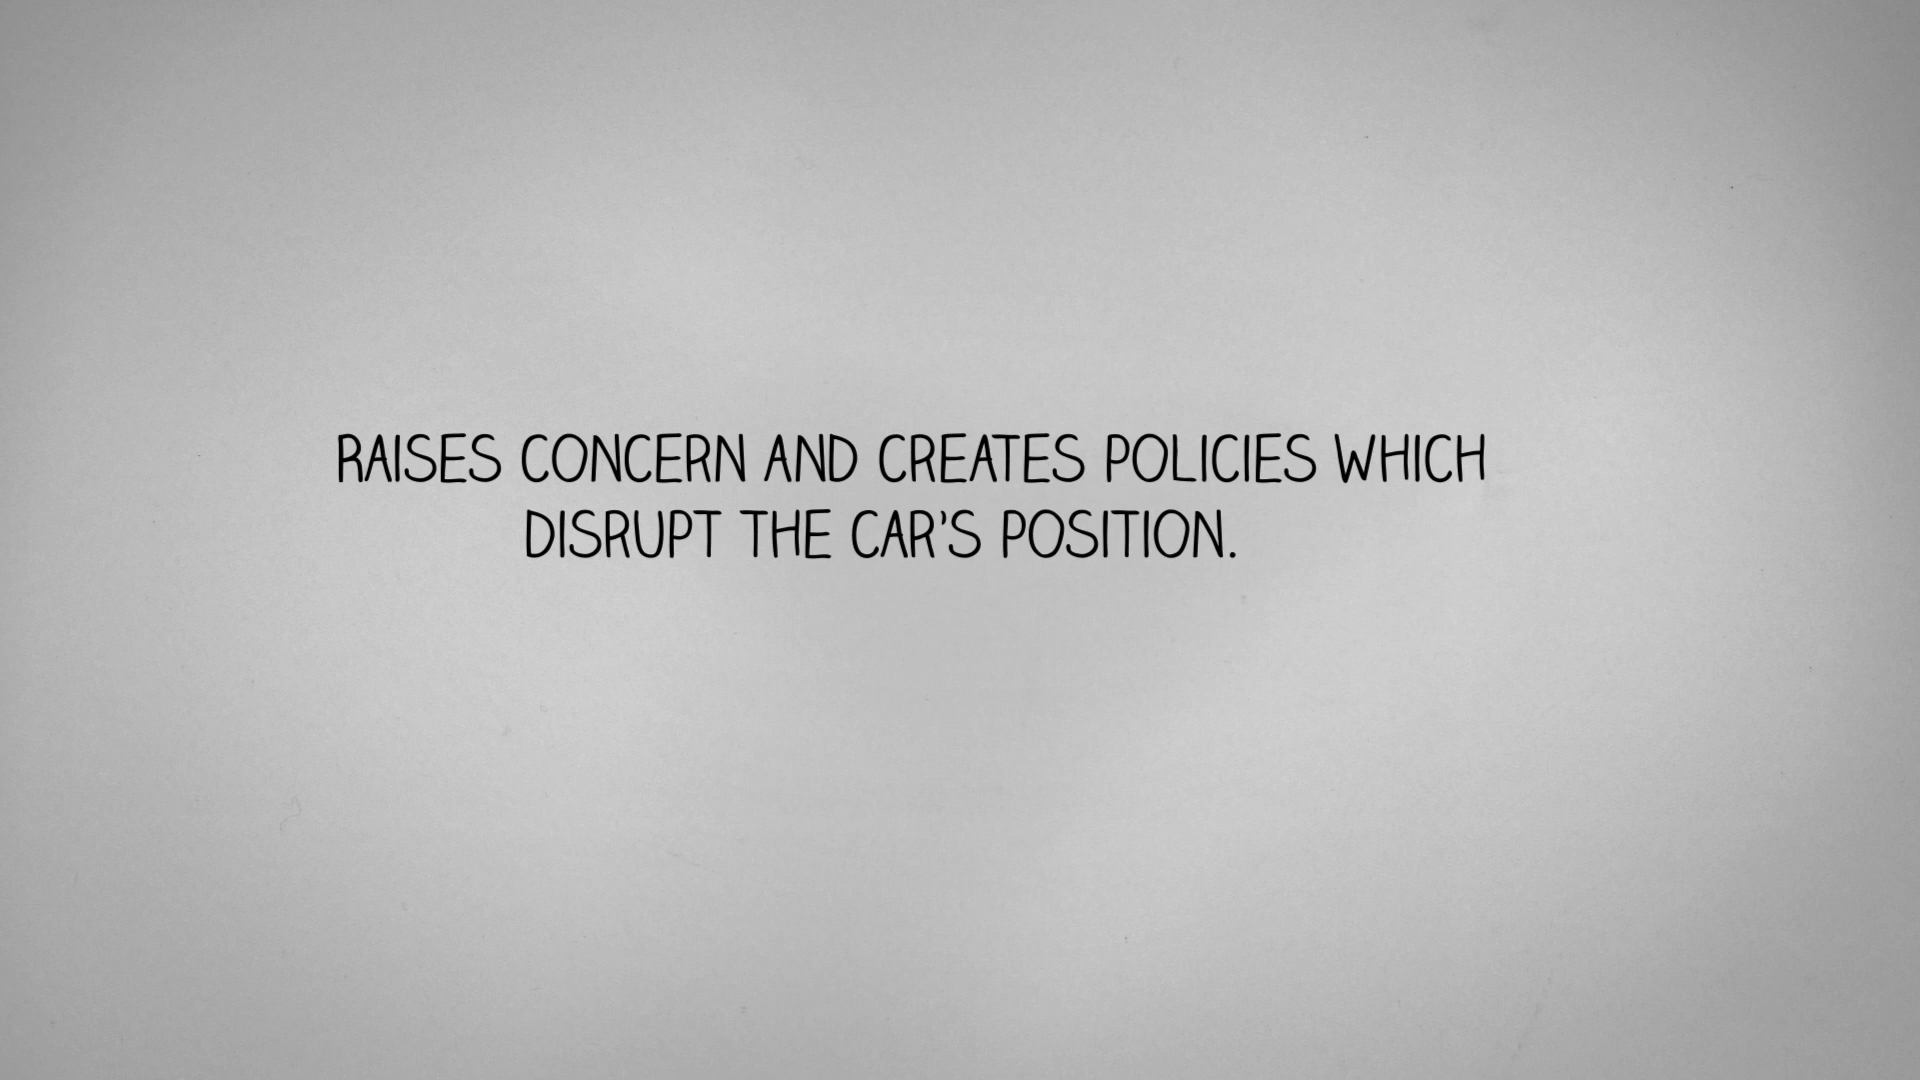 RAISES CONCERN AND CREATES POLICIES WHICH
DISRUPT THE CAR'S POSITION.